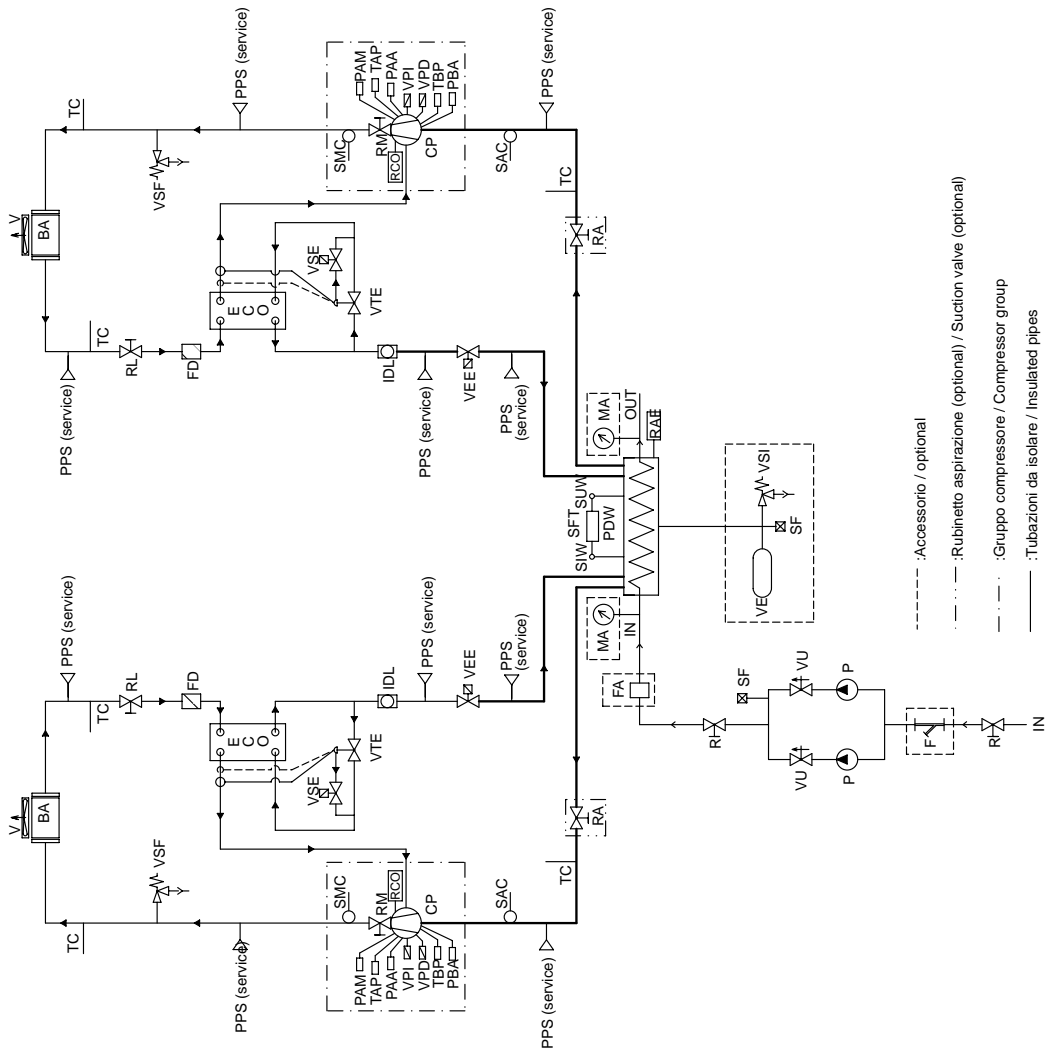 TC
V
BA
TC
PPS (service)
VSF
PPS (service)
RL
FD
E C O
VSE
VTE
IDL
PPS (service)
VEE
PPS
(service)
SMC
RM
RCO
CP
PAM
TAP
PAA
VPI
VPD
TBP
PBA
SAC
PPS (service)
TC
RA
TC
V
BA
TC
PPS (service)
VSF
PPS (service)
RL
FD
E C O
VSE
VTE
IDL
PPS (service)
VEE
PPS
(service)
SMC
RM
RCO
CP
PAM
TAP
PAA
VPI
VPD
TBP
PBA
SAC
PPS (service)
TC
RA
SIW
SFT
SUW
PDW
MA
IN
MA
OUT
RAE
FA
VE
VSI
SF
RI
SF
VU
VU
P
P
F
RI
IN
:Accessorio / optional
:Rubinetto aspirazione (optional) / Suction valve (optional)
:Gruppo compressore / Compressor group
:Tubazioni da isolare / Insulated pipes